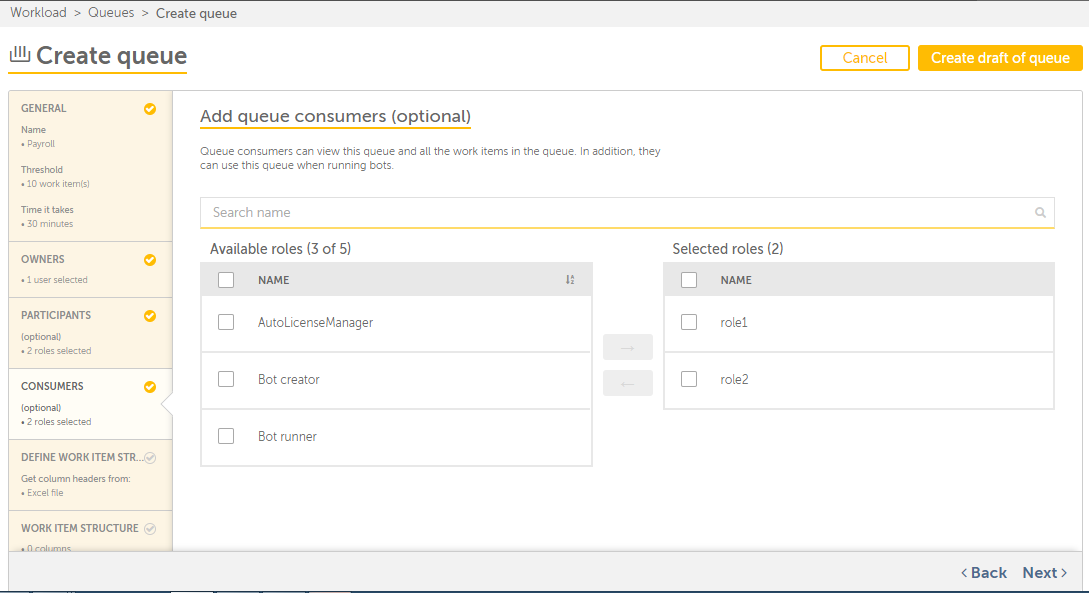 Workload > Queues > Create queue
Create queue
Cancel
Create draft of queue
GENERAL
Name
• Payroll
Threshold
• 10 work item(s)
Time it takes
• 30 minutes
OWNERS
• 1 user selected
PARTICIPANTS
(optional)
• 2 roles selected
CONSUMERS
(optional)
• 2 roles selected
DEFINE WORK ITEM STR...
Get column headers from:
• Excel file
WORK ITEM STRUCTURE
• 0 columns
Add queue consumers (optional)
Queue consumers can view this queue and all the work items in the queue. In addition, they
can use this queue when running bots.
Search name
Available roles (3 of 5)
NAME
AutoLicenseManager
Bot creator
Bot runner
Selected roles (2)
NAME
role1
role2
< Back
Next >